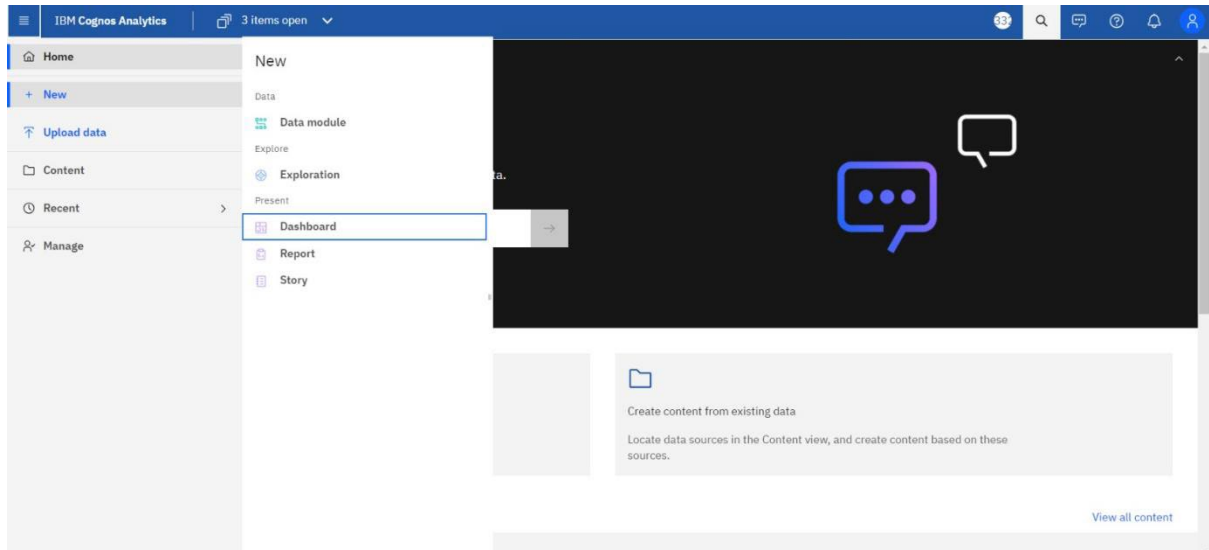 IBM Cognos Analytics
3 items open
33
Home
New
Upload data
Content
Recent
Manage
New
Data
Data module
Explore
Exploration
Present
Dashboard
Report
Story
ta.
Create content from existing data
Locate data sources in the Content view, and create content based on these
sources.
View all content